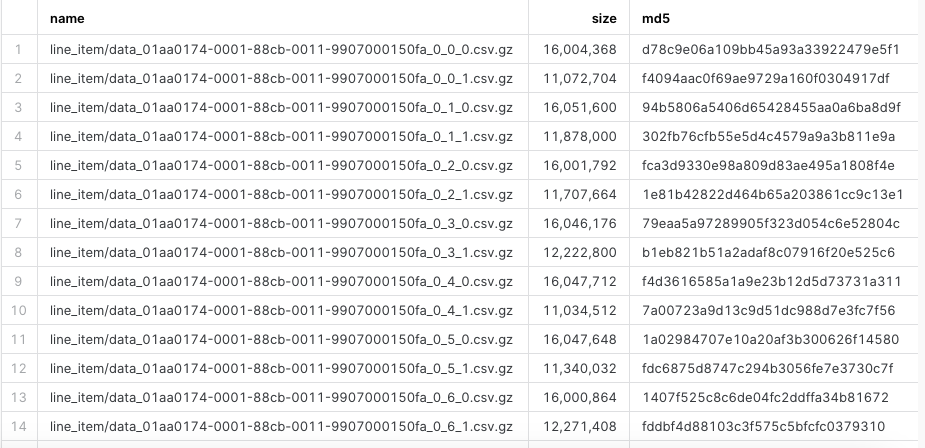 name size md5
1 line_item/data_01aa0174-0001-88cb-0011-9907000150fa_0_0_0.csv.gz 16,004,368 d78c9e06a109bb45a93a33922479e5f1
2 line_item/data_01aa0174-0001-88cb-0011-9907000150fa_0_0_1.csv.gz 11,072,704 f4094aac0f69ae9729a160f0304917df
3 line_item/data_01aa0174-0001-88cb-0011-9907000150fa_0_1_0.csv.gz 16,051,600 94b5806a5406d65428455aa0a6ba8d9f
4 line_item/data_01aa0174-0001-88cb-0011-9907000150fa_0_1_1.csv.gz 11,878,000 302fb76cfb55e5d4c4579a9a3b811e9a
5 line_item/data_01aa0174-0001-88cb-0011-9907000150fa_0_2_0.csv.gz 16,001,792 fca3d9330e98a809d83ae495a1808f4e
6 line_item/data_01aa0174-0001-88cb-0011-9907000150fa_0_2_1.csv.gz 11,707,664 1e81b42822d464b65a203861cc9c13e1
7 line_item/data_01aa0174-0001-88cb-0011-9907000150fa_0_3_0.csv.gz 16,046,176 79eaa5a97289905f323d054c6e52804c
8 line_item/data_01aa0174-0001-88cb-0011-9907000150fa_0_3_1.csv.gz 12,222,800 b1eb821b51a2adaf8c07916f20e525c6
9 line_item/data_01aa0174-0001-88cb-0011-9907000150fa_0_4_0.csv.gz 16,047,712 f4d3616585a1a9e23b12d5d73731a311
10 line_item/data_01aa0174-0001-88cb-0011-9907000150fa_0_4_1.csv.gz 11,034,512 7a00723a9d13c9d51dc988d7e3fc7f56
11 line_item/data_01aa0174-0001-88cb-0011-9907000150fa_0_5_0.csv.gz 16,047,648 1a02984707e10a20af3b300626f14580
12 line_item/data_01aa0174-0001-88cb-0011-9907000150fa_0_5_1.csv.gz 11,340,032 fdc6875d8747c294b3056fe7e3730c7f
13 line_item/data_01aa0174-0001-88cb-0011-9907000150fa_0_6_0.csv.gz 16,000,864 1407f525c8c6de04fc2ddffa34b81672
14 line_item/data_01aa0174-0001-88cb-0011-9907000150fa_0_6_1.csv.gz 12,271,408 fddbf4d88103c3f575c5bfcfc0379310